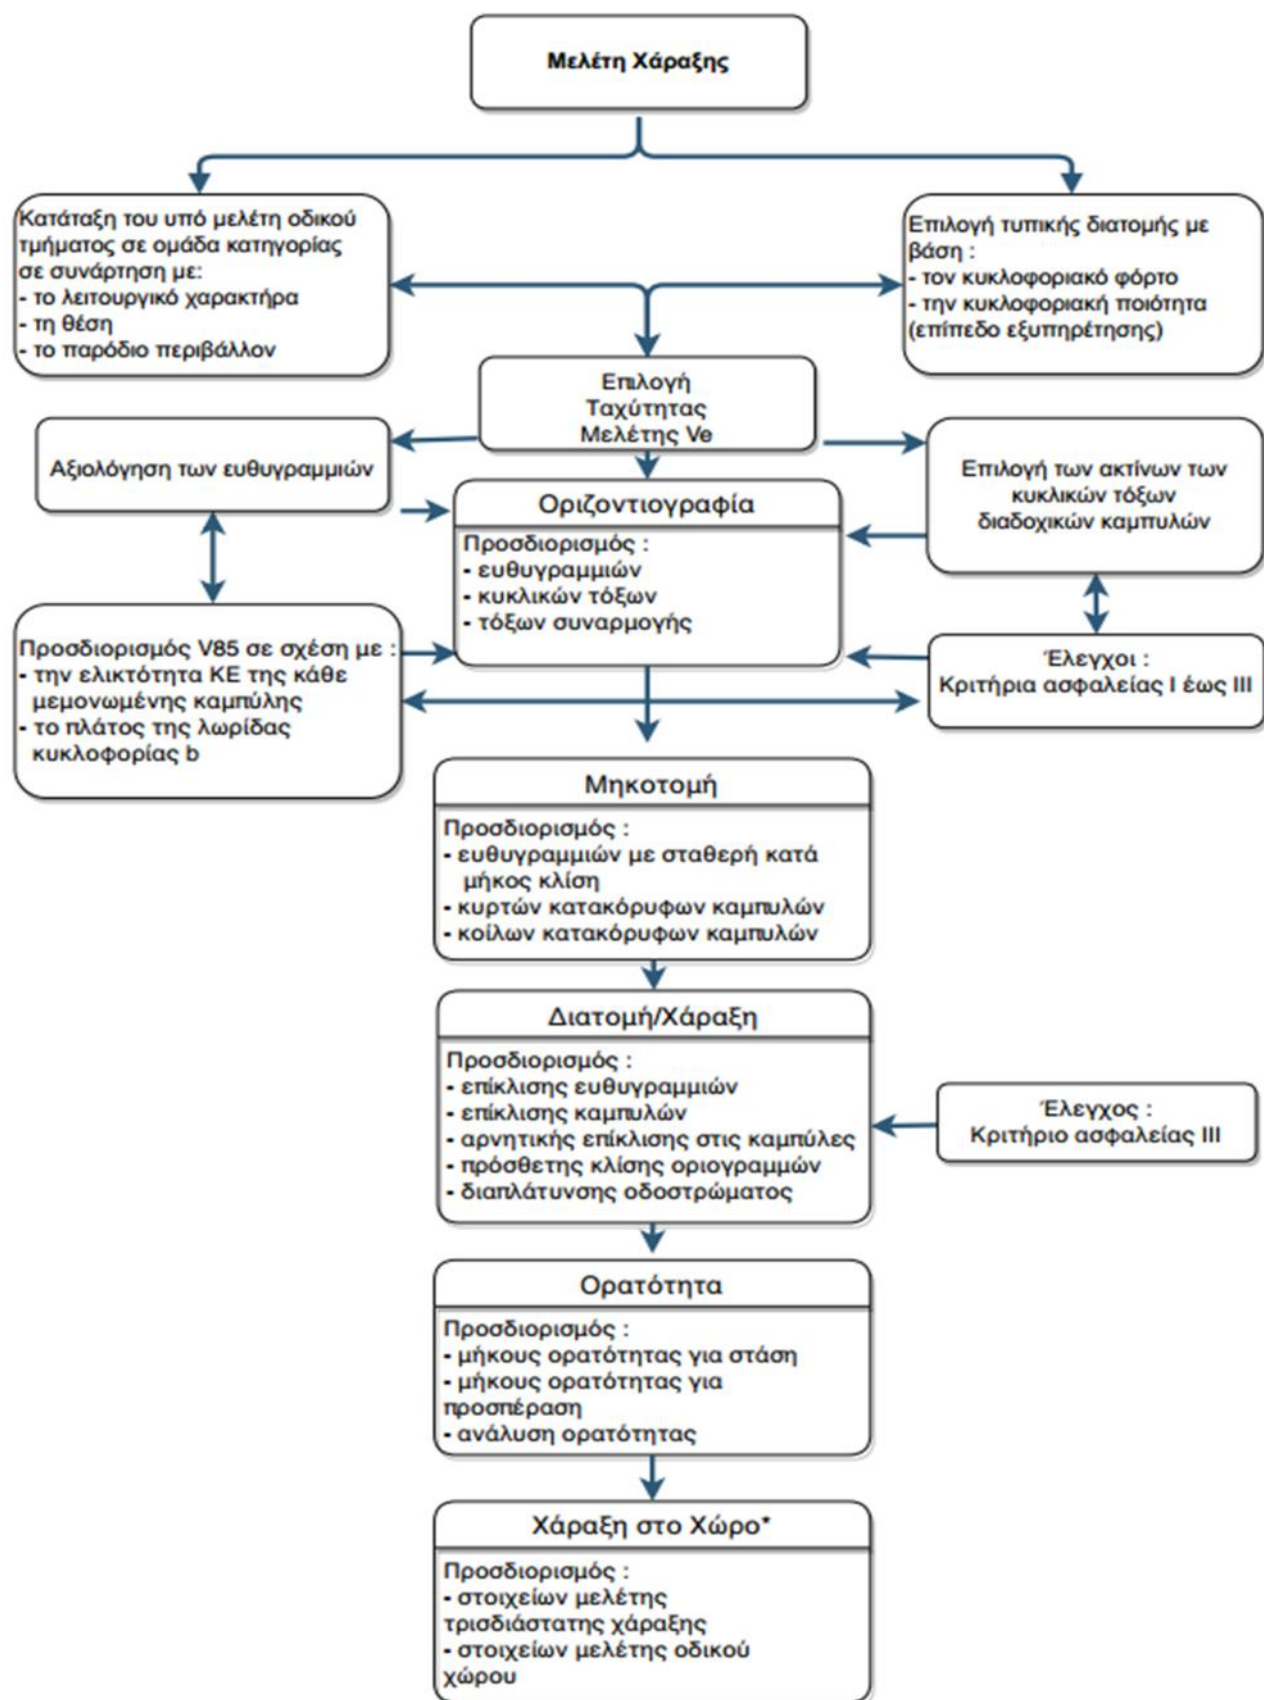 Μελέτη Χάραξης
Κατάταξη του υπό μελέτη οδικού
τμήματος σε ομάδα κατηγορίας
σε συνάρτηση με:
- το λειτουργικό χαρακτήρα
- τη θέση
- το παρόδιο περιβάλλον
Επιλογή τυπικής διατομής με
βάση :
- τον κυκλοφοριακό φόρτο
- την κυκλοφοριακή ποιότητα
(επίπεδο εξυπηρέτησης)
Επιλογή
Ταχύτητας
Μελέτης Ve
Αξιολόγηση των ευθυγραμμιών
Επιλογή των ακτίνων των
κυκλικών τόξων
διαδοχικών καμπυλών
Οριζοντιογραφία
Προσδιορισμός :
- ευθυγραμμιών
- κυκλικών τόξων
- τόξων συναρμογής
Προσδιορισμός V85 σε σχέση με :
- την ελικτότητα ΚΕ της κάθε
μεμονωμένης καμπύλης
- το πλάτος της λωρίδας
κυκλοφορίας b
Έλεγχοι :
Κριτήρια ασφαλείας Ι έως ΙΙΙ
Μηκοτομή
Προσδιορισμός :
- ευθυγραμμιών με σταθερή κατά
μήκος κλίση
- κυρτών κατακόρυφων καμπυλών
- κοίλων κατακόρυφων καμπυλών
Διατομή/Χάραξη
Προσδιορισμός :
- επίκλισης ευθυγραμμιών
- επίκλισης καμπυλών
- αρνητικής επίκλισης στις καμπύλες
- πρόσθετης κλίσης οριογραμμών
- διαπλάτυνσης οδοστρώματος
Έλεγχος :
Κριτήριο ασφαλείας ΙΙΙ
Ορατότητα
Προσδιορισμός :
- μήκους ορατότητας για στάση
- μήκους ορατότητας για
προσπέραση
- ανάλυση ορατότητας
Χάραξη στο Χώρο*
Προσδιορισμός :
- στοιχείων μελέτης
τρισδιάστατης χάραξης
- στοιχείων μελέτης οδικού
χώρου